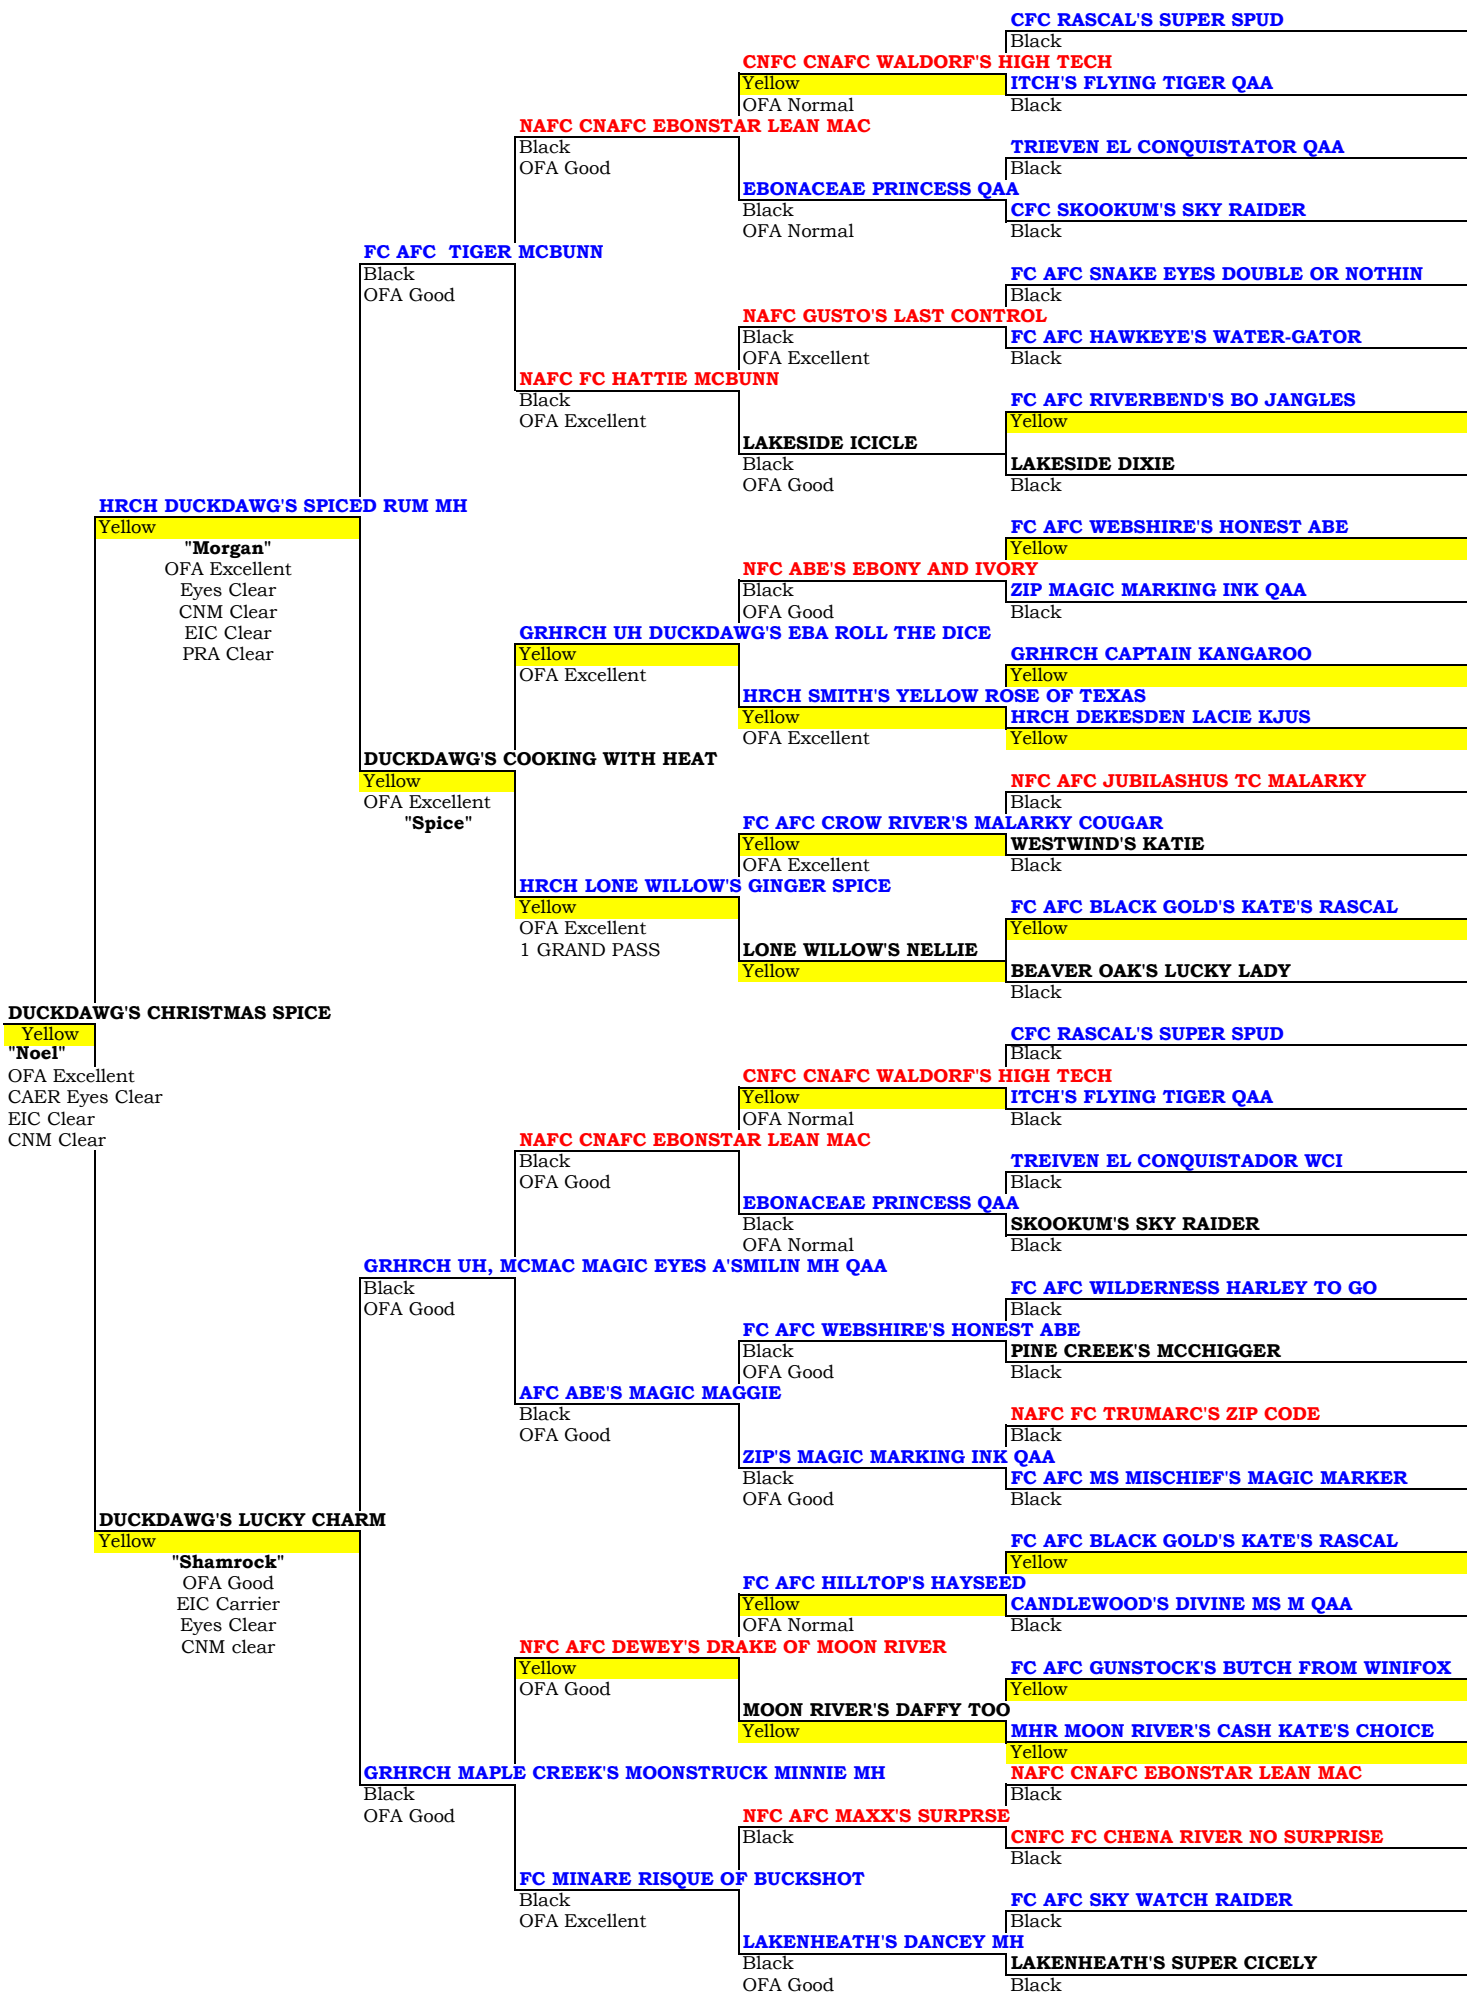 CFC RASCAL'S SUPER SPUD
Black
CNFC CNAFC WALDORF'S HIGH TECH
Yellow
ITCH'S FLYING TIGER QAA
OFA Normal
Black
NAFC CNAFC EBONSTAR LEAN MAC
Black
TRIEVEN EL CONQUISTATOR QAA
OFA Good
Black
EBONACEAE PRINCESS QAA
Black
CFC SKOOKUM'S SKY RAIDER
OFA Normal
Black
FC AFC  TIGER MCBUNN
Black
FC AFC SNAKE EYES DOUBLE OR NOTHIN
OFA Good
Black
NAFC GUSTO'S LAST CONTROL
Black
FC AFC HAWKEYE'S WATER-GATOR
OFA Excellent
Black
NAFC FC HATTIE MCBUNN
Black
FC AFC RIVERBEND'S BO JANGLES
OFA Excellent
Yellow
LAKESIDE ICICLE
Black
LAKESIDE DIXIE
OFA Good
Black
HRCH DUCKDAWG'S SPICED RUM MH
Yellow
FC AFC WEBSHIRE'S HONEST ABE
"Morgan"
Yellow
OFA Excellent
NFC ABE'S EBONY AND IVORY
Eyes Clear
Black
ZIP MAGIC MARKING INK QAA
CNM Clear
OFA Good
Black
EIC Clear
GRHRCH UH DUCKDAWG'S EBA ROLL THE DICE
PRA Clear
Yellow
GRHRCH CAPTAIN KANGAROO
OFA Excellent
Yellow
HRCH SMITH'S YELLOW ROSE OF TEXAS
Yellow
HRCH DEKESDEN LACIE KJUS
OFA Excellent
Yellow
DUCKDAWG'S COOKING WITH HEAT
Yellow
NFC AFC JUBILASHUS TC MALARKY
OFA Excellent
Black
"Spice"
FC AFC CROW RIVER'S MALARKY COUGAR
Yellow
WESTWIND'S KATIE
OFA Excellent
Black
HRCH LONE WILLOW'S GINGER SPICE
Yellow
FC AFC BLACK GOLD'S KATE'S RASCAL
OFA Excellent
Yellow
1 GRAND PASS
LONE WILLOW'S NELLIE
Yellow
BEAVER OAK'S LUCKY LADY
Black
DUCKDAWG'S CHRISTMAS SPICE
Yellow
CFC RASCAL'S SUPER SPUD
"Noel"
Black
OFA Excellent
CNFC CNAFC WALDORF'S HIGH TECH
CAER Eyes Clear
Yellow
ITCH'S FLYING TIGER QAA
EIC Clear
OFA Normal
Black
CNM Clear
NAFC CNAFC EBONSTAR LEAN MAC
Black
TREIVEN EL CONQUISTADOR WCI
OFA Good
Black
EBONACEAE PRINCESS QAA
Black
SKOOKUM'S SKY RAIDER
OFA Normal
Black
GRHRCH UH, MCMAC MAGIC EYES A'SMILIN MH QAA
Black
FC AFC WILDERNESS HARLEY TO GO
OFA Good
Black
FC AFC WEBSHIRE'S HONEST ABE
Black
PINE CREEK'S MCCHIGGER
OFA Good
Black
AFC ABE'S MAGIC MAGGIE
Black
NAFC FC TRUMARC'S ZIP CODE
OFA Good
Black
ZIP'S MAGIC MARKING INK QAA
Black
FC AFC MS MISCHIEF'S MAGIC MARKER
OFA Good
Black
DUCKDAWG'S LUCKY CHARM
Yellow
FC AFC BLACK GOLD'S KATE'S RASCAL
"Shamrock"
Yellow
OFA Good
FC AFC HILLTOP'S HAYSEED
EIC Carrier
Yellow
CANDLEWOOD'S DIVINE MS M QAA
Eyes Clear
OFA Normal
Black
CNM clear
NFC AFC DEWEY'S DRAKE OF MOON RIVER
Yellow
FC AFC GUNSTOCK'S BUTCH FROM WINIFOX
OFA Good
Yellow
MOON RIVER'S DAFFY TOO
Yellow
MHR MOON RIVER'S CASH KATE'S CHOICE
Yellow
GRHRCH MAPLE CREEK'S MOONSTRUCK MINNIE MH
NAFC CNAFC EBONSTAR LEAN MAC
Black
Black
OFA Good
NFC AFC MAXX'S SURPRSE
Black
CNFC FC CHENA RIVER NO SURPRISE
Black
FC MINARE RISQUE OF BUCKSHOT
Black
FC AFC SKY WATCH RAIDER
OFA Excellent
Black
LAKENHEATH'S DANCEY MH
Black
LAKENHEATH'S SUPER CICELY
OFA Good
Black